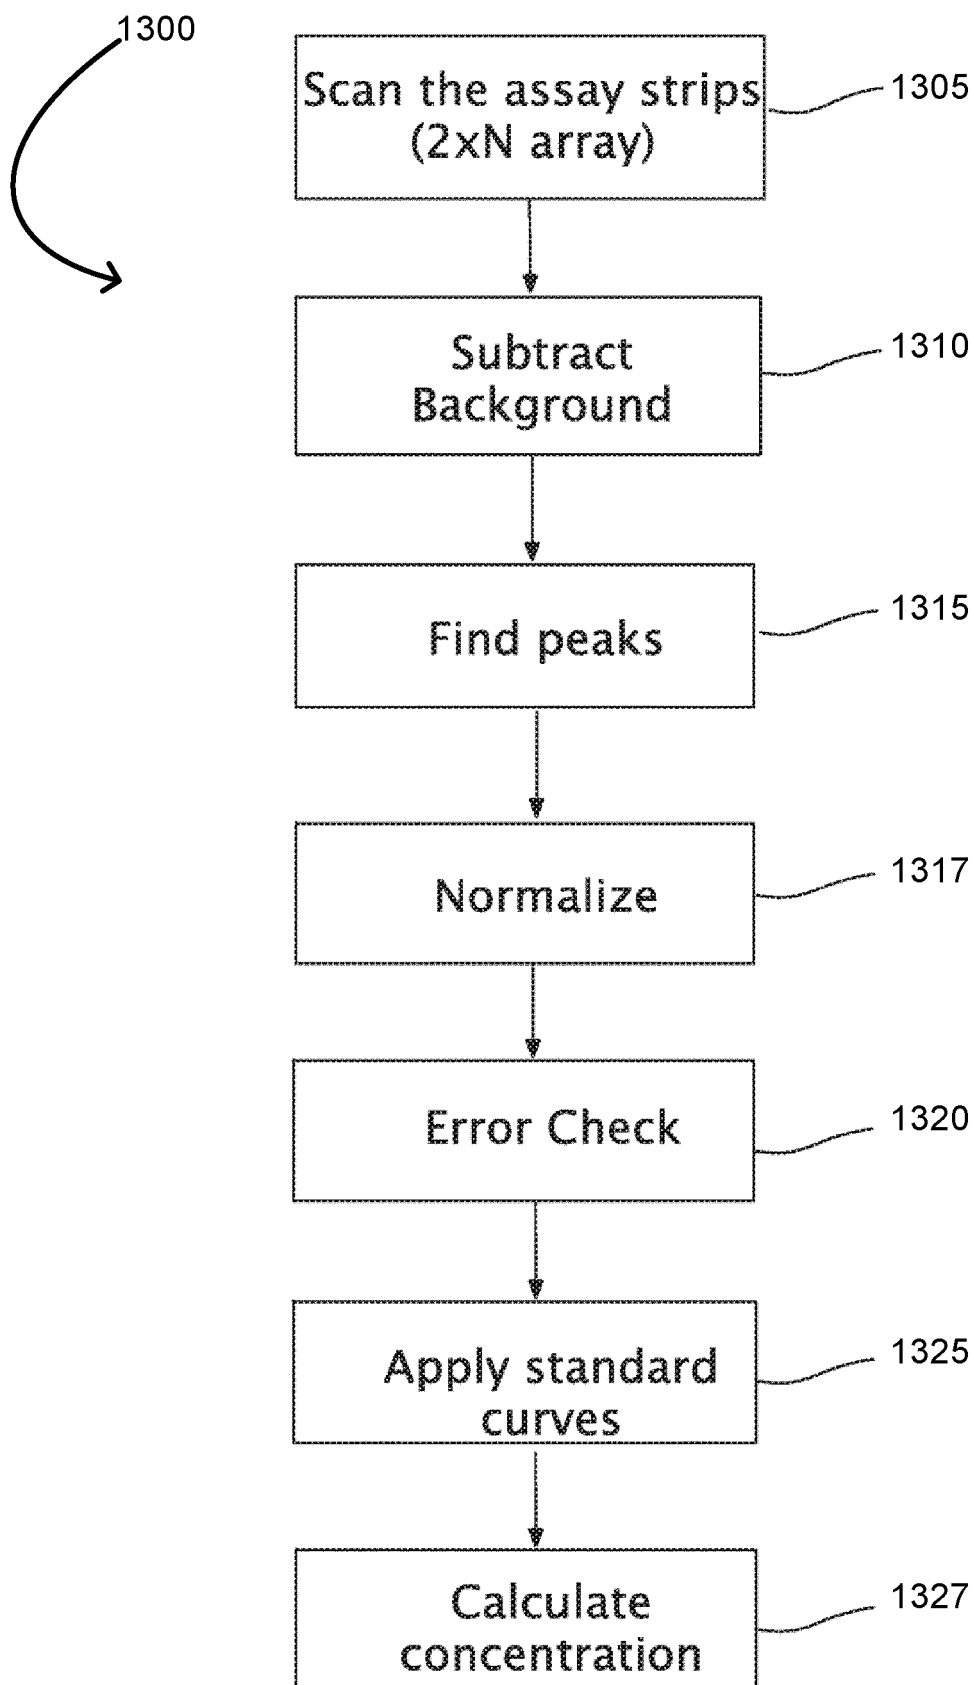 1300
Scan the assay strips
(2xN array)
1305
Subtract
Background
1310
Find peaks
1315
Normalize
1317
Error Check
1320
Apply standard
curves
1325
Calculate
concentration
1327